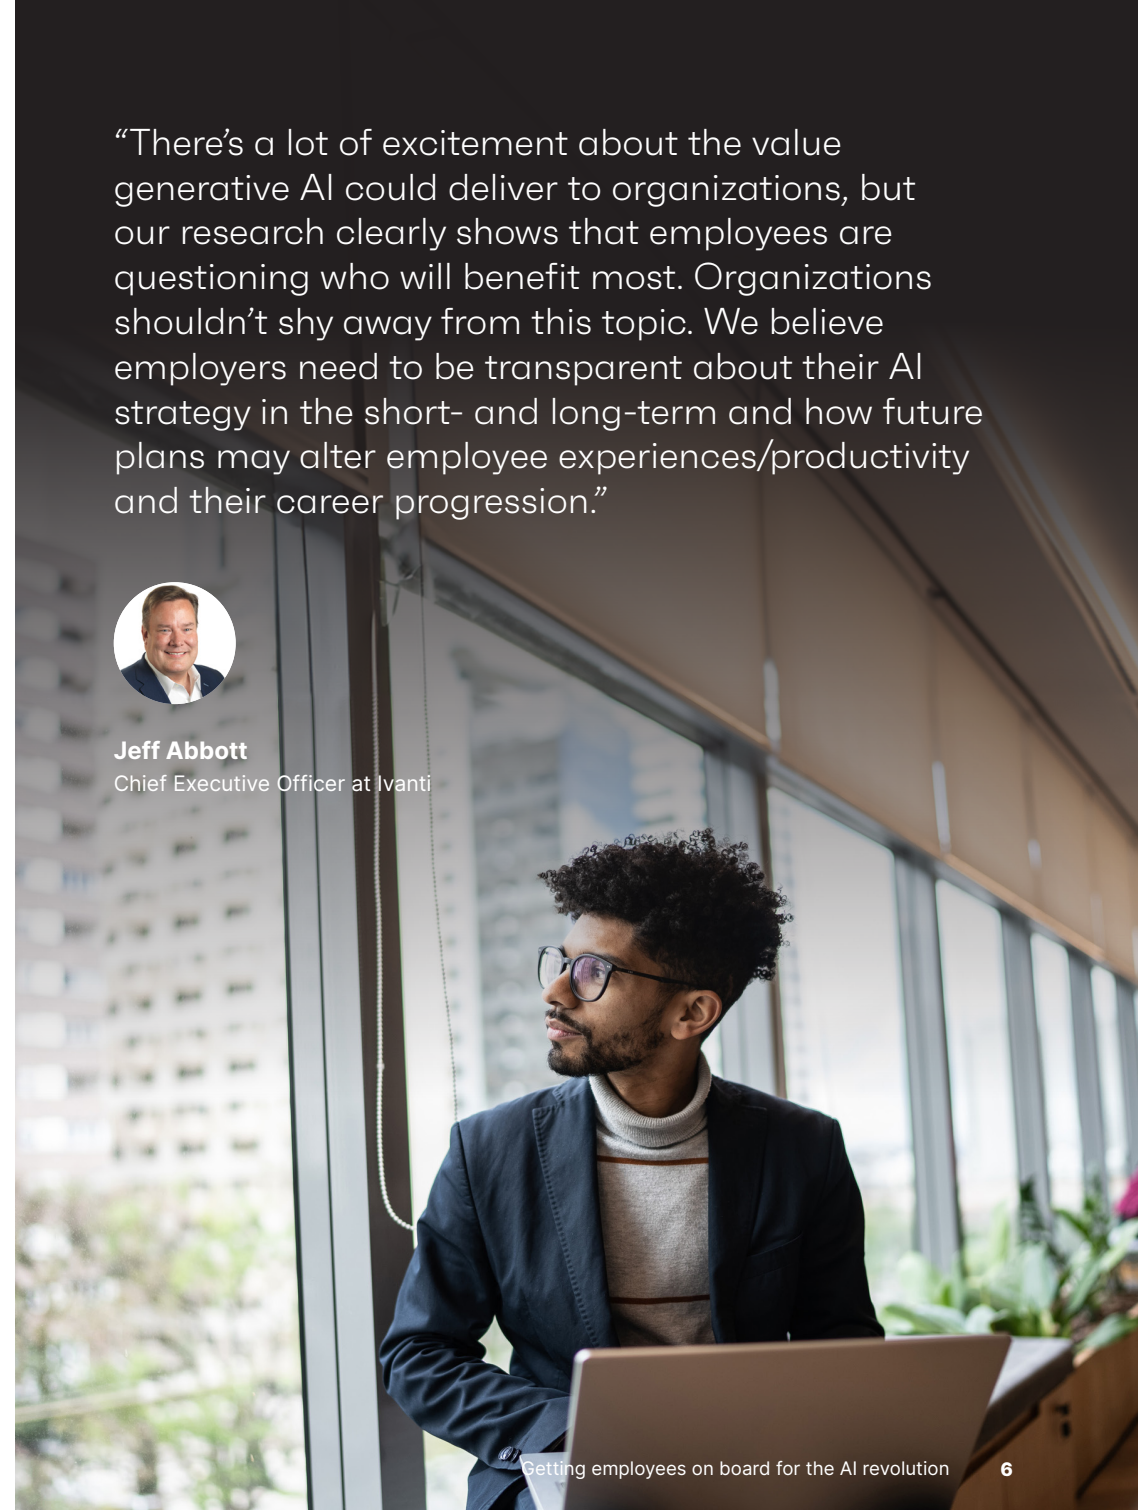 “There’s a lot of excitement about the value
generative AI could deliver to organizations, but
our research clearly shows that employees are
questioning who will benefit most. Organizations
shouldn’t shy away from this topic. We believe
employers need to be transparent about their AI
strategy in the short- and long-term and how future
plans may alter employee experiences/productivity
and their career progression.”
Jeff Abbott
Chief Executive Officer at Ivanti
Getting employees on board for the AI revolution 6